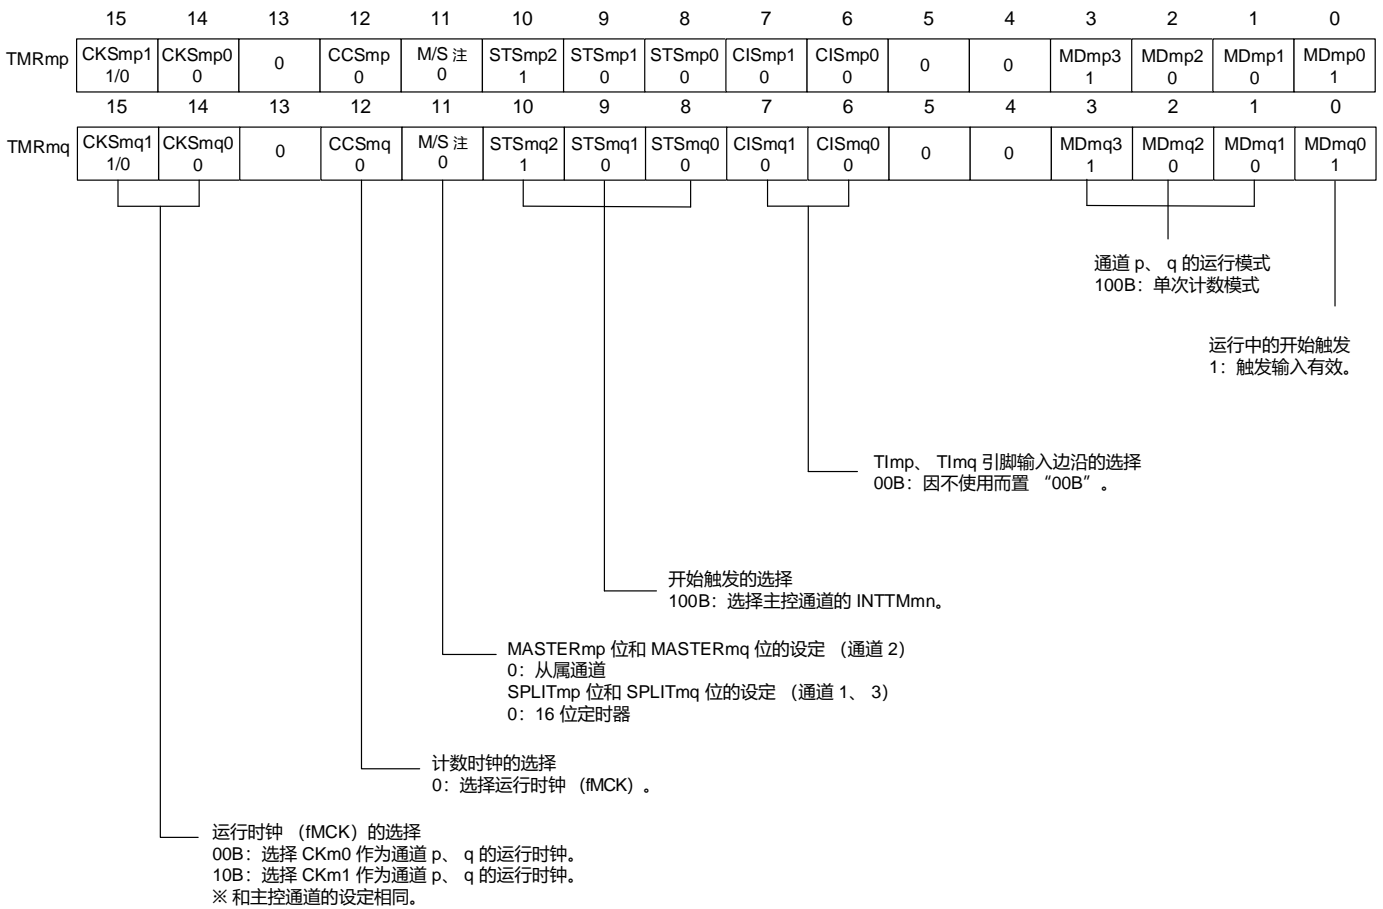 15 14 13 12 11 10 9 8 7 6 5 4 3 2 1 0
TMRmp CKSmp1 CKSmp0 0 CCSmp M/S 注 STSmp2 STSmp1 STSmp0 CISmp1 CISmp0 0 0 MDmp3 MDmp2 MDmp1 MDmp0
1/0 0 0 0 1 0 0 0 0 1 0 0 1
15 14 13 12 11 10 9 8 7 6 5 4 3 2 1 0
TMRmq CKSmq1 CKSmq0 0 CCSmq M/S 注 STSmq2 STSmq1 STSmq0 CISmq1 CISmq0 0 0 MDmq3 MDmq2 MDmq1 MDmq0
1/0 0 0 0 1 0 0 0 0 1 0 0 1
通道 p、 q 的运行模式
100B：单次计数模式
运行中的开始触发
1：触发输入有效。
TImp、 TImq 引脚输入边沿的选择
00B：因不使用而置 “00B”。
开始触发的选择
100B：选择主控通道的 INTTMmn。
MASTERmp 位和 MASTERmq 位的设定 （通道 2）
0：从属通道
SPLITmp 位和 SPLITmq 位的设定 （通道 1、 3）
0：16 位定时器
计数时钟的选择
0：选择运行时钟 （fMCK）。
运行时钟 （fMCK）的选择
00B：选择 CKm0 作为通道 p、 q 的运行时钟。
10B：选择 CKm1 作为通道 p、 q 的运行时钟。
※ 和主控通道的设定相同。